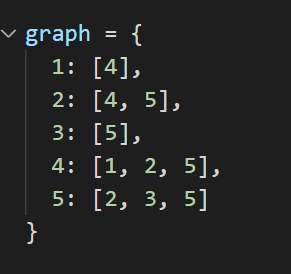 graph = {
1: [4],
2: [4, 5],
3: [5],
4: [1, 2, 5],
5: [2, 3, 5]
}